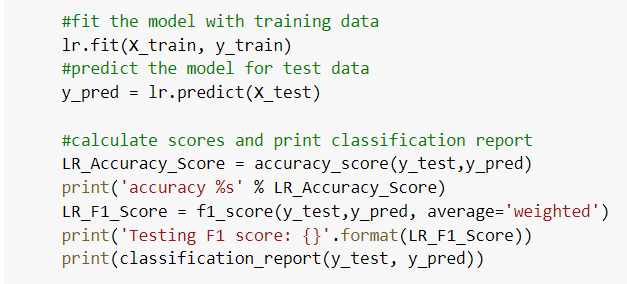 #fit the model with training data
lr.fit(X_train, y_train)
#predict the model for test data
y_pred = lr.predict(X_test)
#calculate scores and print classification report
LR_Accuracy_Score = accuracy_score(y_test,y_pred)
print('accuracy %s' % LR_Accuracy_Score)
LR_F1_Score = f1_score(y_test,y_pred, average='weighted')
print('Testing F1 score: {}'.format(LR_F1_Score))
print(classification_report(y_test, y_pred))